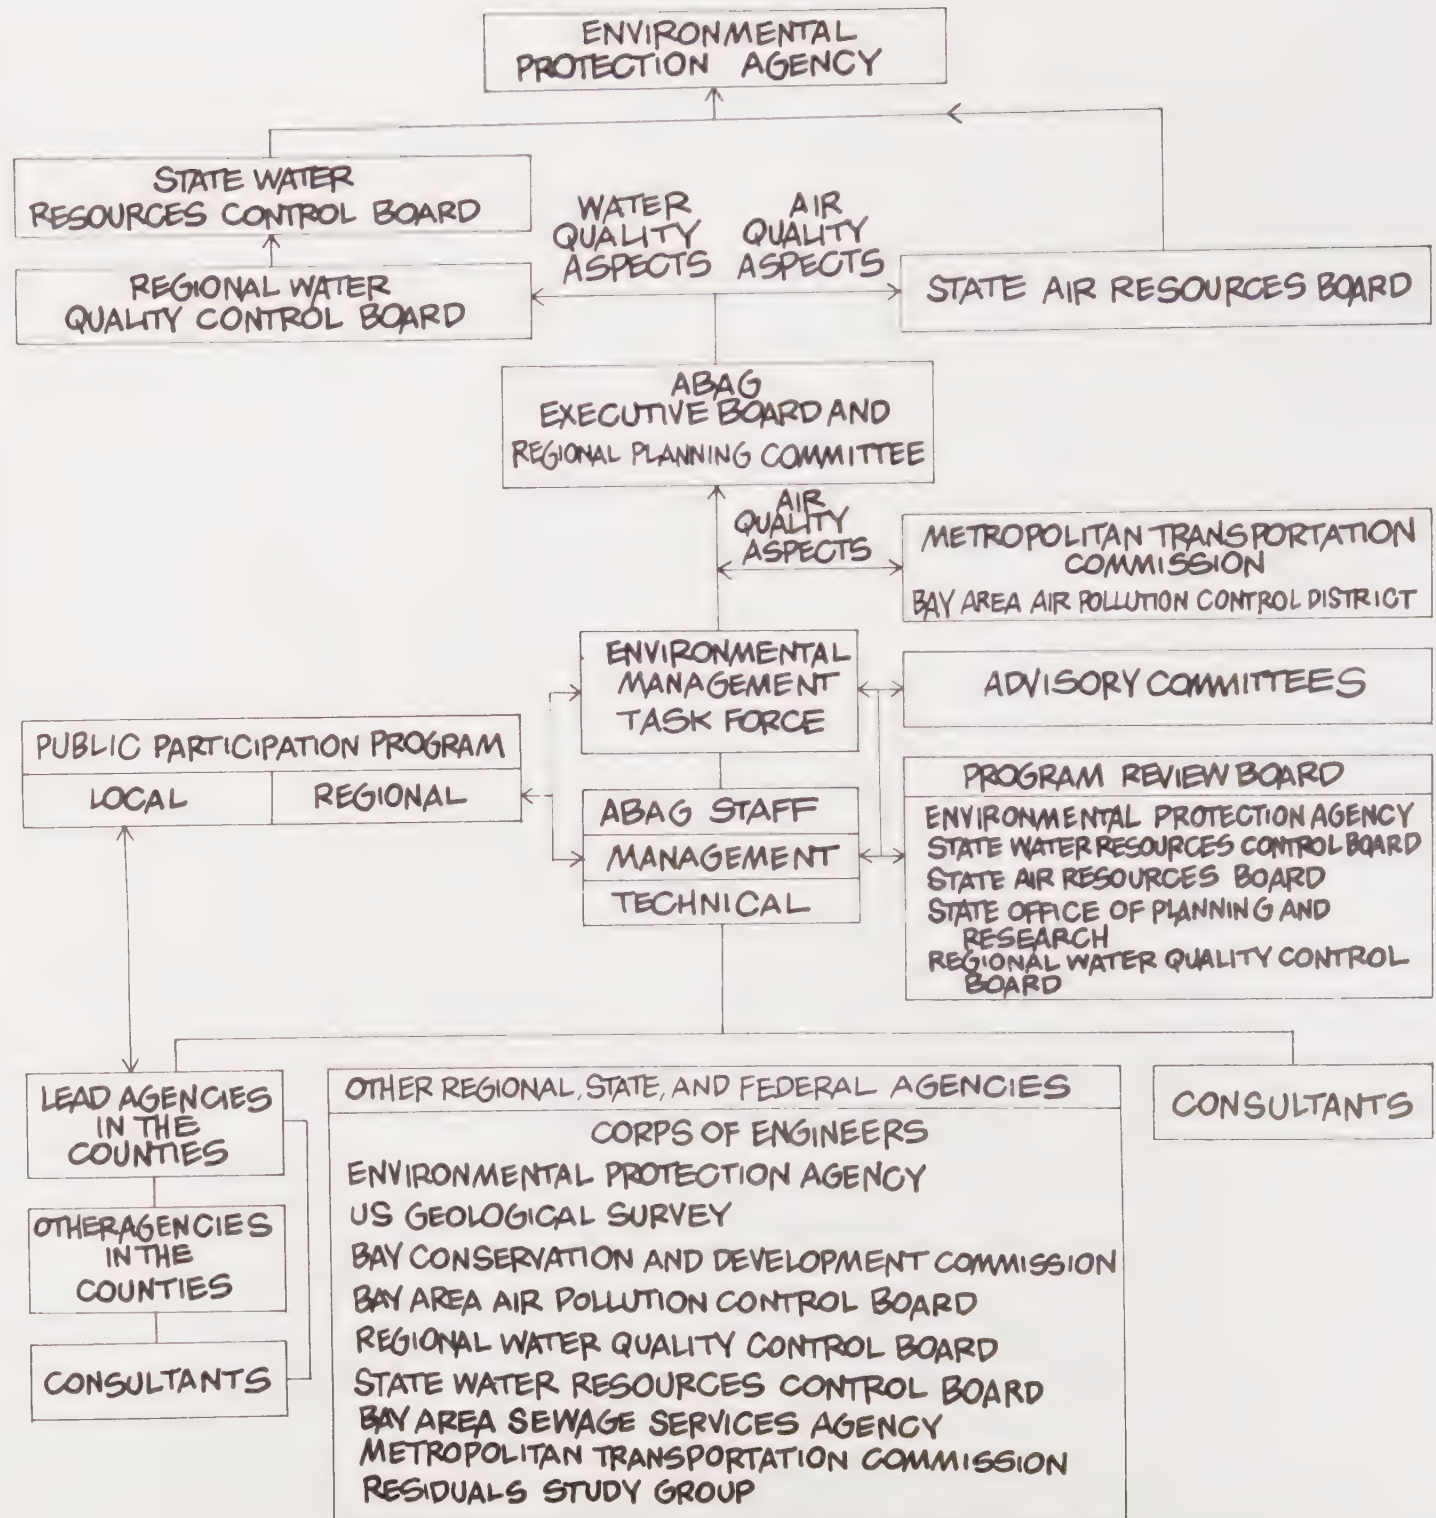 ENVIRONMENTAL
PROTECTION AGENCY
STATE WATER
RESOURCES CONTROL BOARD
WATER
QUALITY
ASPECTS
AIR
QUALITY
ASPECTS
REGIONAL WATER
QUALITY CONTROL BOARD
STATE AIR RESOURCES BOARD
ABAG
EXECUTIVE BOARD AND
REGIONAL PLANNING COMMITTEE
AIR
QUALITY
ASPECTS
METROPOLITAN TRANSPORTATION
COMMISSION
BAY AREA AIR POLLUTION CONTROL DISTRICT
ENVIRONMENTAL
MANAGEMENT
TASK FORCE
ADVISORY COMMITTEES
PUBLIC PARTICIPATION PROGRAM
LOCAL
REGIONAL
ABAG STAFF
MANAGEMENT
TECHNICAL
PROGRAM REVIEW BOARD
ENVIRONMENTAL PROTECTION AGENCY
STATE WATER RESOURCES CONTROL BOARD
STATE AIR RESOURCES BOARD
STATE OFFICE OF PLANNING AND
RESEARCH
REGIONAL WATER QUALITY CONTROL
BOARD
LEAD AGENCIES
IN THE
COUNTIES
OTHER AGENCIES
IN THE
COUNTIES
CONSULTANTS
OTHER REGIONAL, STATE, AND FEDERAL AGENCIES
CORPS OF ENGINEERS
ENVIRONMENTAL PROTECTION AGENCY
US GEOLOGICAL SURVEY
BAY CONSERVATION AND DEVELOPMENT COMMISSION
BAY AREA AIR POLLUTION CONTROL BOARD
REGIONAL WATER QUALITY CONTROL BOARD
STATE WATER RESOURCES CONTROL BOARD
BAY AREA SEWAGE SERVICES AGENCY
METROPOLITAN TRANSPORTATION COMMISSION
RESIDUALS STUDY GROUP
CONSULTANTS